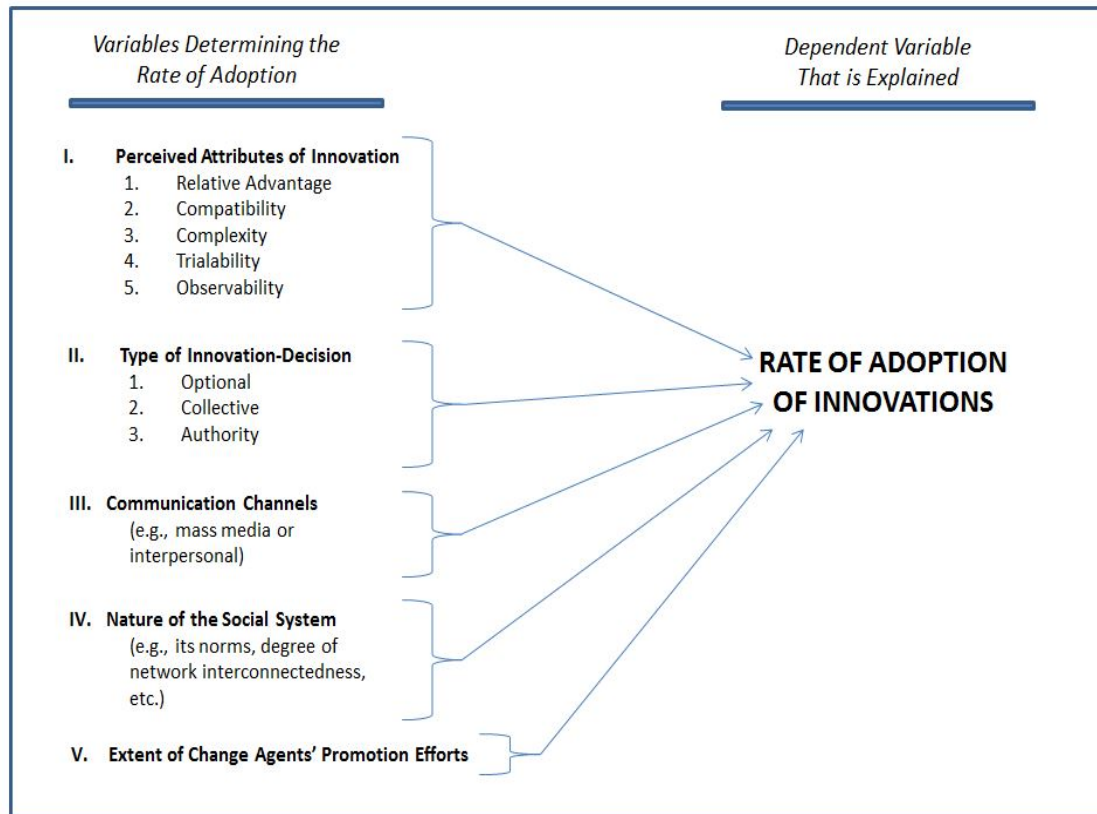 Variables Determining the
Rate of Adoption
Dependent Variable
That is Explained
I. Perceived Attributes of Innovation
1. Relative Advantage
2. Compatibility
3. Complexity
4. Trialability
5. Observability
II. Type of Innovation-Decision
1. Optional
2. Collective
3. Authority
III. Communication Channels
(e.g., mass media or
interpersonal)
IV. Nature of the Social System
(e.g., its norms, degree of
network interconnectedness,
etc.)
V. Extent of Change Agents' Promotion Efforts
RATE OF ADOPTION
OF INNOVATIONS